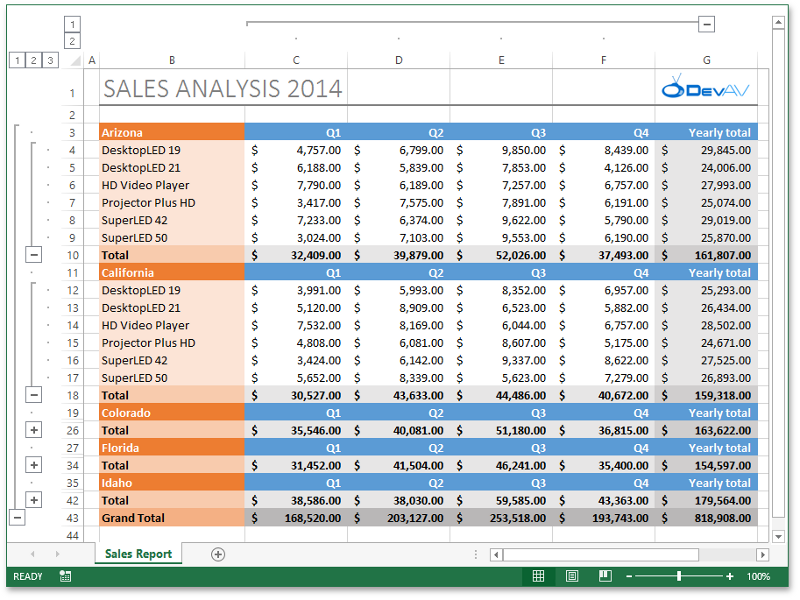 1
2
1 2 3 A B C D E F G
1 SALES ANALYSIS 2014 DevAV
2
3 Arizona Q1 Q2 Q3 Q4 Yearly total
4 DesktopLED 19 $ 4,757.00 $ 6,799.00 $ 9,850.00 $ 8,439.00 $ 29,845.00
5 DesktopLED 21 $ 6,188.00 $ 5,839.00 $ 7,853.00 $ 4,126.00 $ 24,006.00
6 HD Video Player $ 7,790.00 $ 6,189.00 $ 7,257.00 $ 6,757.00 $ 27,993.00
7 Projector Plus HD $ 3,417.00 $ 7,575.00 $ 7,891.00 $ 6,191.00 $ 25,074.00
8 SuperLED 42 $ 7,233.00 $ 6,374.00 $ 9,622.00 $ 5,790.00 $ 29,019.00
9 SuperLED 50 $ 3,024.00 $ 7,103.00 $ 9,553.00 $ 6,190.00 $ 25,870.00
10 Total $ 32,409.00 $ 39,879.00 $ 52,026.00 $ 37,493.00 $ 161,807.00
11 California Q1 Q2 Q3 Q4 Yearly total
12 DesktopLED 19 $ 3,991.00 $ 5,993.00 $ 8,352.00 $ 6,957.00 $ 25,293.00
13 DesktopLED 21 $ 5,120.00 $ 8,909.00 $ 6,523.00 $ 5,882.00 $ 26,434.00
14 HD Video Player $ 7,532.00 $ 8,169.00 $ 6,044.00 $ 6,757.00 $ 28,502.00
15 Projector Plus HD $ 4,808.00 $ 6,081.00 $ 8,607.00 $ 5,175.00 $ 24,671.00
16 SuperLED 42 $ 3,424.00 $ 6,142.00 $ 9,337.00 $ 8,622.00 $ 27,525.00
17 SuperLED 50 $ 5,652.00 $ 8,339.00 $ 5,623.00 $ 7,279.00 $ 26,893.00
18 Total $ 30,527.00 $ 43,633.00 $ 44,486.00 $ 40,672.00 $ 159,318.00
19 Colorado Q1 Q2 Q3 Q4 Yearly total
26 Total $ 35,546.00 $ 40,081.00 $ 51,180.00 $ 36,815.00 $ 163,622.00
27 Florida Q1 Q2 Q3 Q4 Yearly total
34 Total $ 31,452.00 $ 41,504.00 $ 46,241.00 $ 35,400.00 $ 154,597.00
35 Idaho Q1 Q2 Q3 Q4 Yearly total
42 Total $ 38,586.00 $ 38,030.00 $ 59,585.00 $ 43,363.00 $ 179,564.00
43 Grand Total $ 168,520.00 $ 203,127.00 $ 253,518.00 $ 193,743.00 $ 818,908.00
44
Sales Report
READY 100%